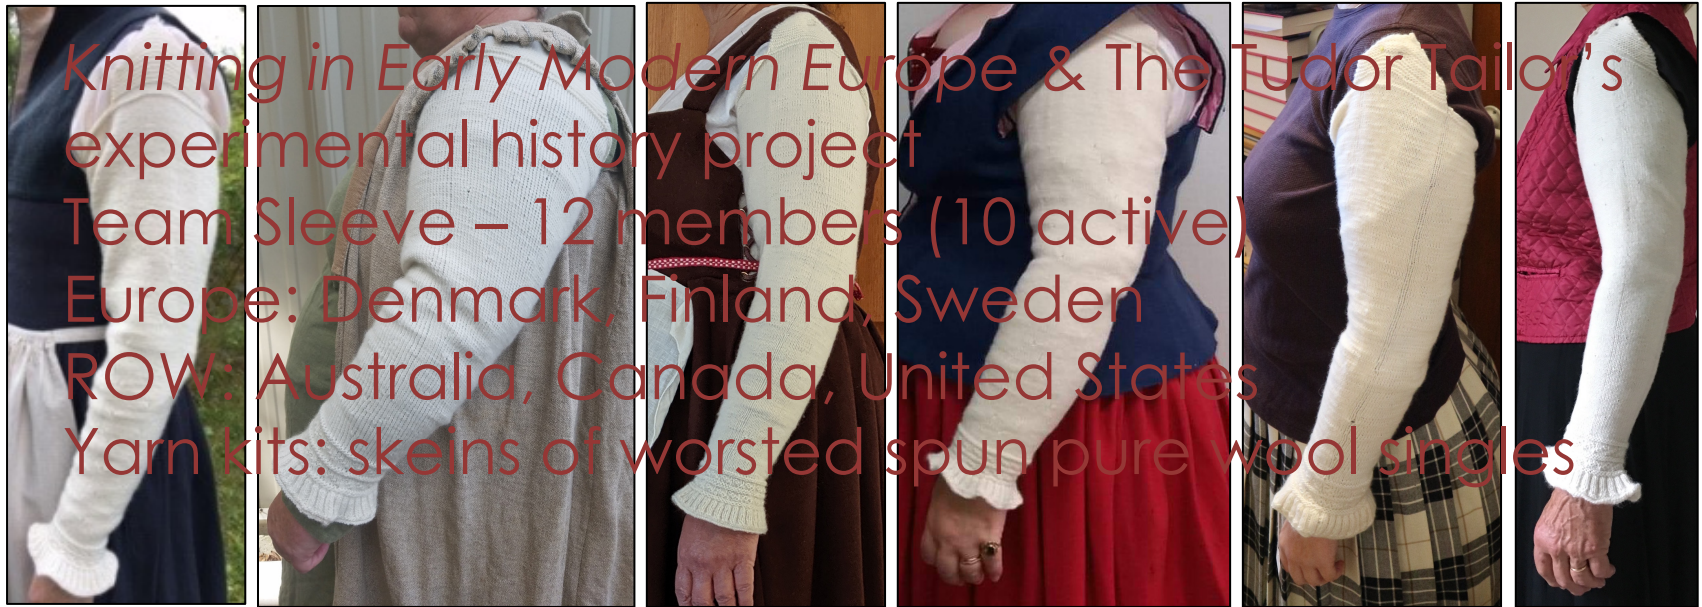 Knitting in Early Modern Europe & The Tudor Tailor's
experimental history project
Team Sleeve – 12 members (10 active)
Europe: Denmark, Finland, Sweden
ROW: Australia, Canada, United States
Yarn kits: skeins of worsted spun pure wool singles